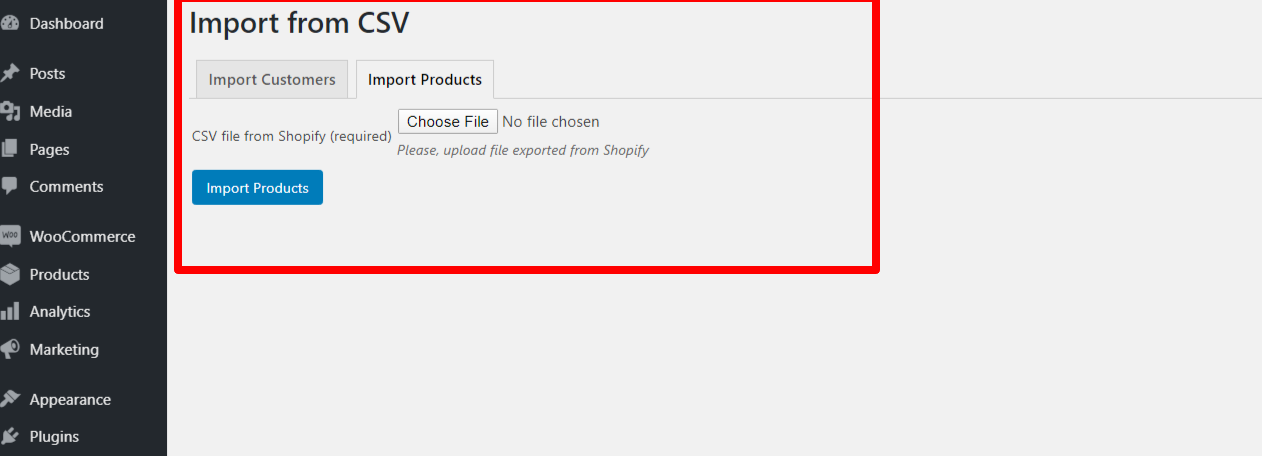 Dashboard
Posts
Media
Pages
Comments
WOO WooCommerce
Products
Analytics
Marketing
Appearance
Plugins
Import from CSV
Import Customers Import Products
CSV file from Shopify (required) Choose File No file chosen
Please, upload file exported from Shopify
Import Products